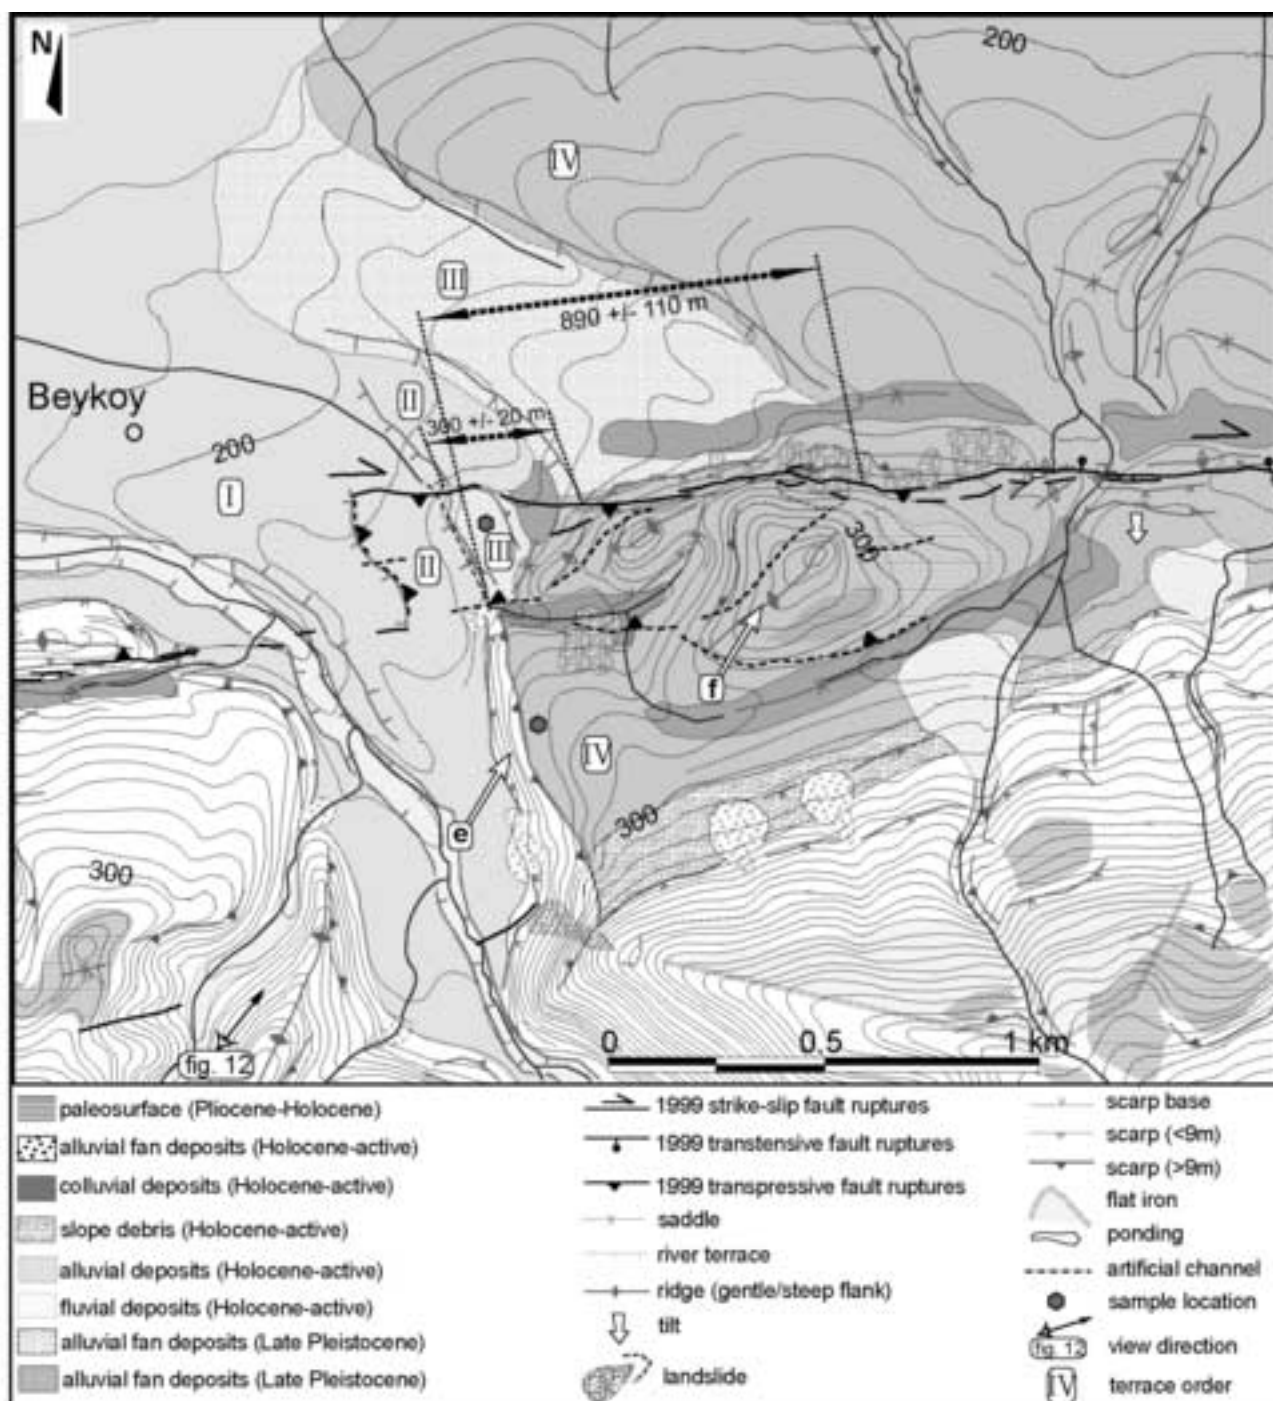 N
200
IV
III
890 +/- 110 m
Beykoy
II
300 +/- 20 m
200
I
300
III
II
f
IV
e
300
300
fig. 12
0 0.5 1 km
paleosurface (Pliocene-Holocene)
alluvial fan deposits (Holocene-active)
colluvial deposits (Holocene-active)
slope debris (Holocene-active)
alluvial deposits (Holocene-active)
fluvial deposits (Holocene-active)
alluvial fan deposits (Late Pleistocene)
alluvial fan deposits (Late Pleistocene)
1999 strike-slip fault ruptures
1999 transtensive fault ruptures
1999 transpressive fault ruptures
saddle
river terrace
ridge (gentle/steep flank)
tilt
landslide
scarp base
scarp (<9m)
scarp (>9m)
flat iron
ponding
artificial channel
sample location
fig. 12 view direction
IV terrace order